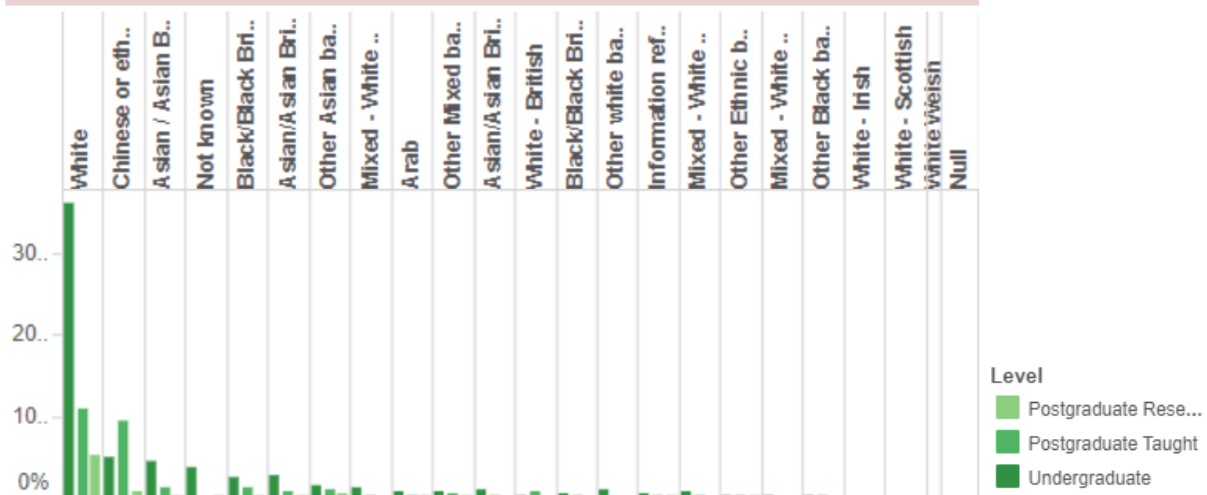 White
Chinese or eth..
Asian / Asian B..
Not known
Black/Black Bri..
Asian/Asian Bri..
Other Asian ba..
Mixed - White ..
Arab
Other Mixed ba..
Asian/Asian Bri..
White - British
Black/Black Bri..
Other white ba..
Information ref..
Mixed - White ..
Other Ethnic b..
Mixed - White ..
Other Black ba..
White - Irish
White - Scottish
White Welsh
Null
30..
20..
10..
0%
Level
Postgraduate Rese...
Postgraduate Taught
Undergraduate